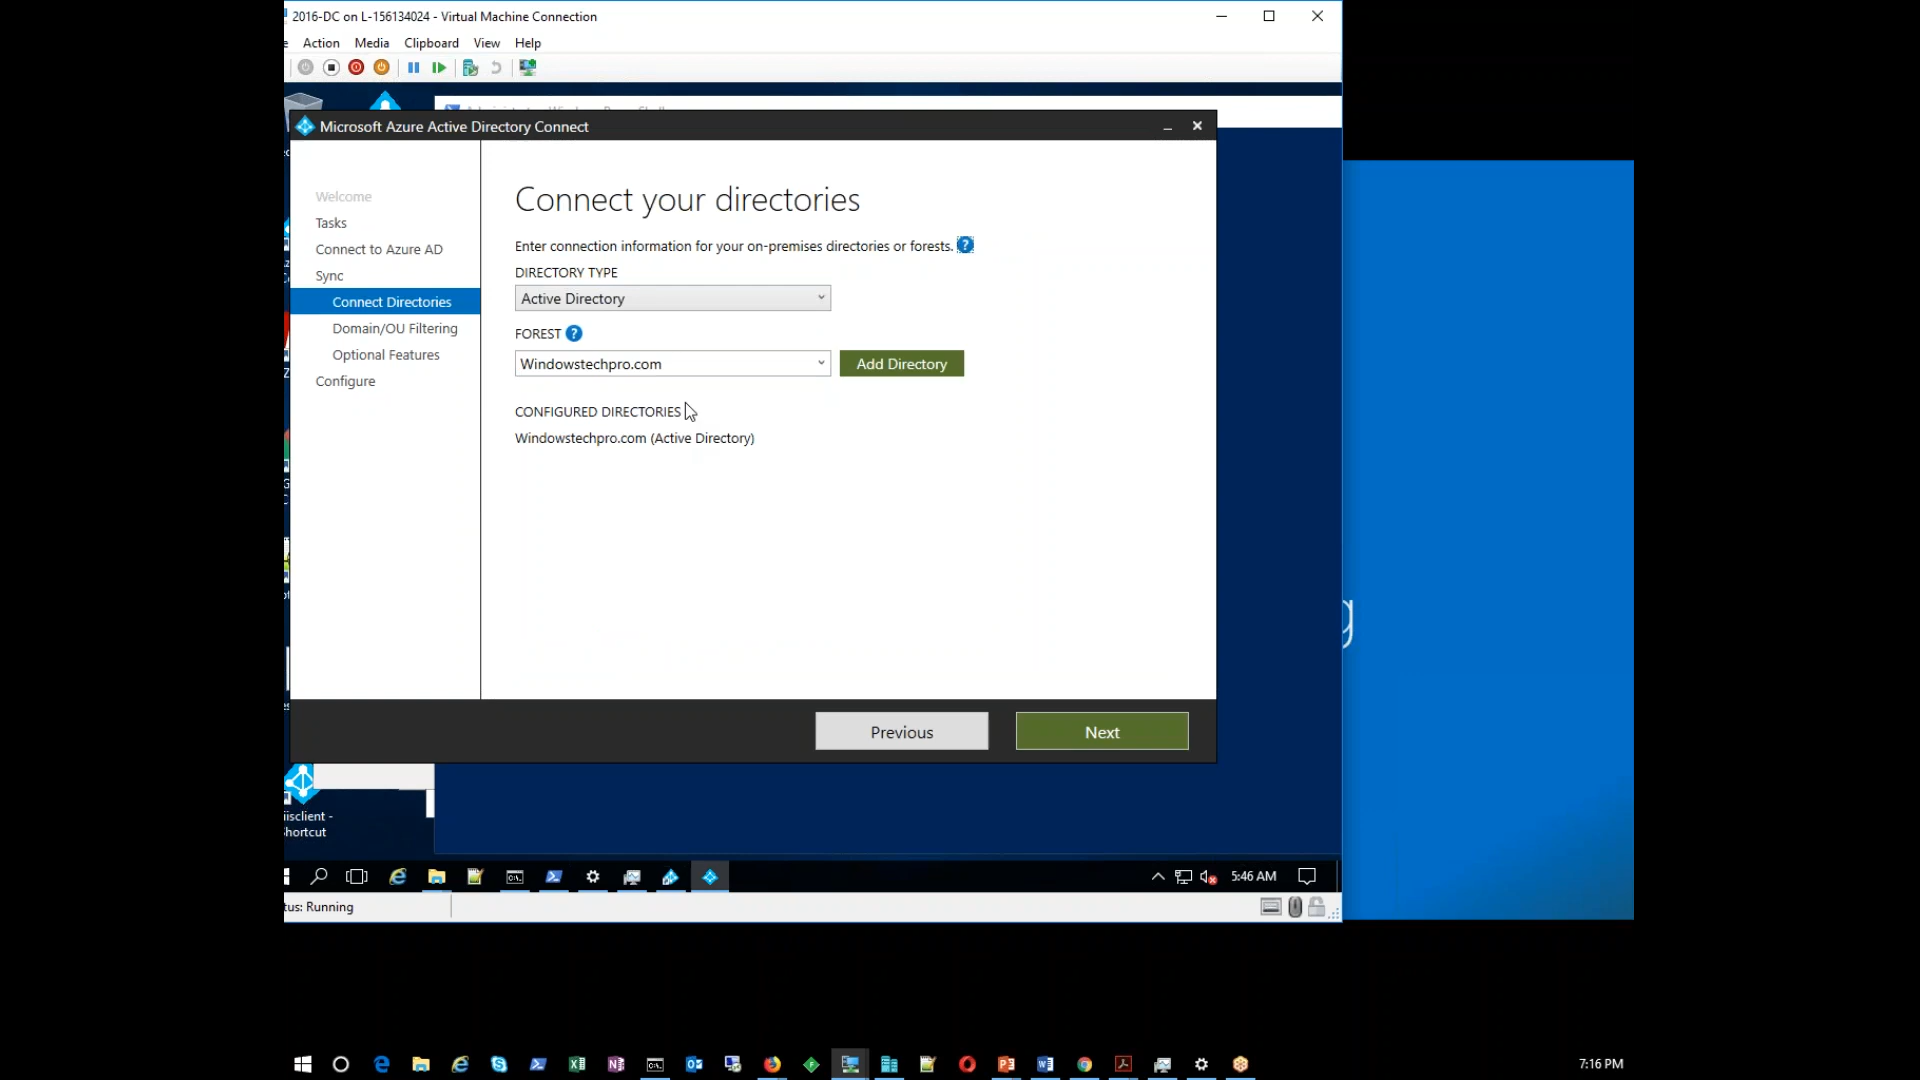 2016-DC on L-156134024 - Virtual Machine Connection
Action Media Clipboard View Help
Microsoft Azure Active Directory Connect
Welcome
Tasks
Connect to Azure AD
Sync
Connect Directories
Domain/OU Filtering
Optional Features
Configure
Connect your directories
Enter connection information for your on-premises directories or forests. ?
DIRECTORY TYPE
Active Directory
FOREST ?
Windowstechpro.com
Add Directory
CONFIGURED DIRECTORIES
Windowstechpro.com (Active Directory)
Previous
Next
iisclient -
Shortcut
5:46 AM
tus: Running
g
7:16 PM